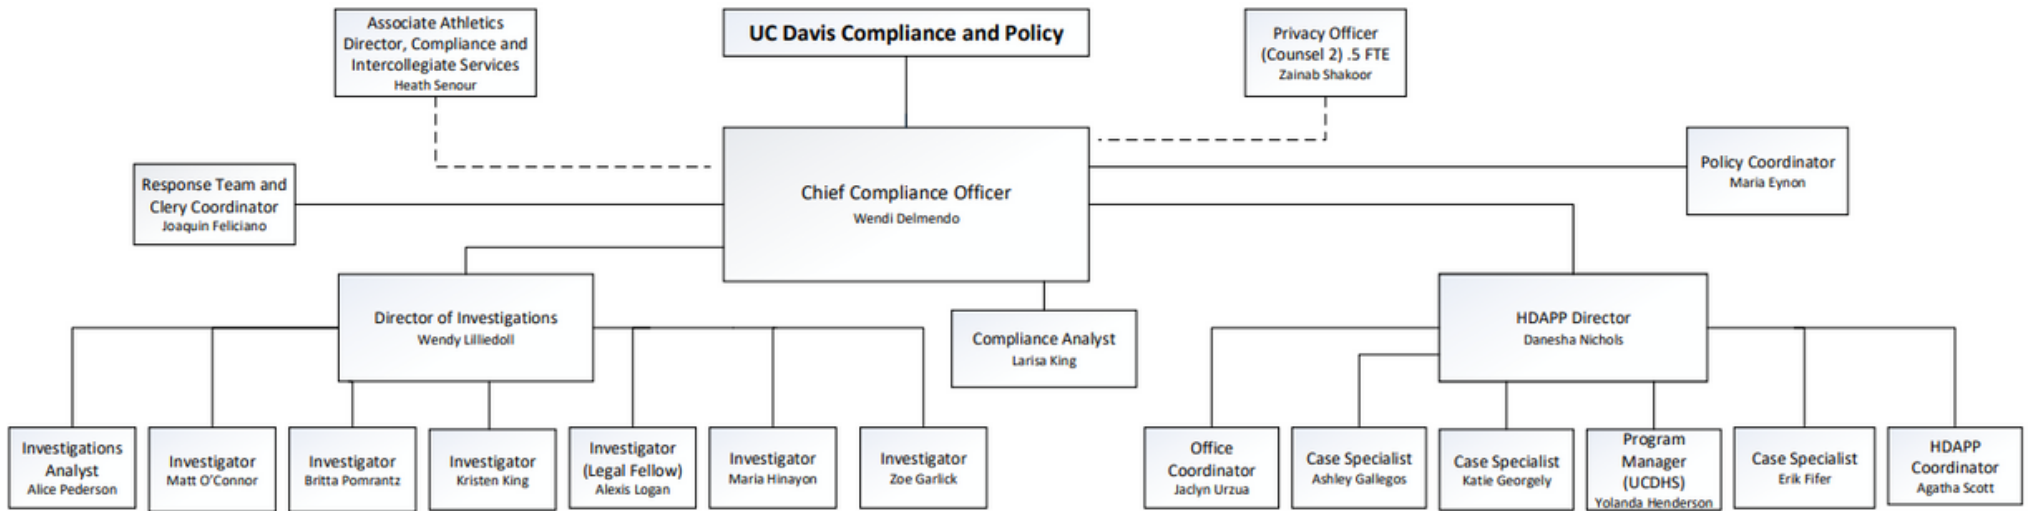 Associate Athletics
Director, Compliance and
Intercollegiate Services
Heath Senour
UC Davis Compliance and Policy
Privacy Officer
(Counsel 2) .5 FTE
Zainab Shakoor
Response Team and
Clery Coordinator
Joaquin Feliciano
Chief Compliance Officer
Wendi Delmendo
Policy Coordinator
Maria Eynon
Director of Investigations
Wendy Lilliedoll
Compliance Analyst
Larisa King
HDAPP Director
Danesha Nichols
Investigations
Analyst
Alice Pederson
Investigator
Matt O’Connor
Investigator
Britta Pomrantz
Investigator
Kristen King
Investigator
(Legal Fellow)
Alexis Logan
Investigator
Maria Hinayon
Investigator
Zoe Garlick
Office
Coordinator
Jaclyn Urzua
Case Specialist
Ashley Gallegos
Case Specialist
Katie Georgely
Program
Manager
(UCDHS)
Yolanda Henderson
Case Specialist
Erik Fifer
HDAPP
Coordinator
Agatha Scott